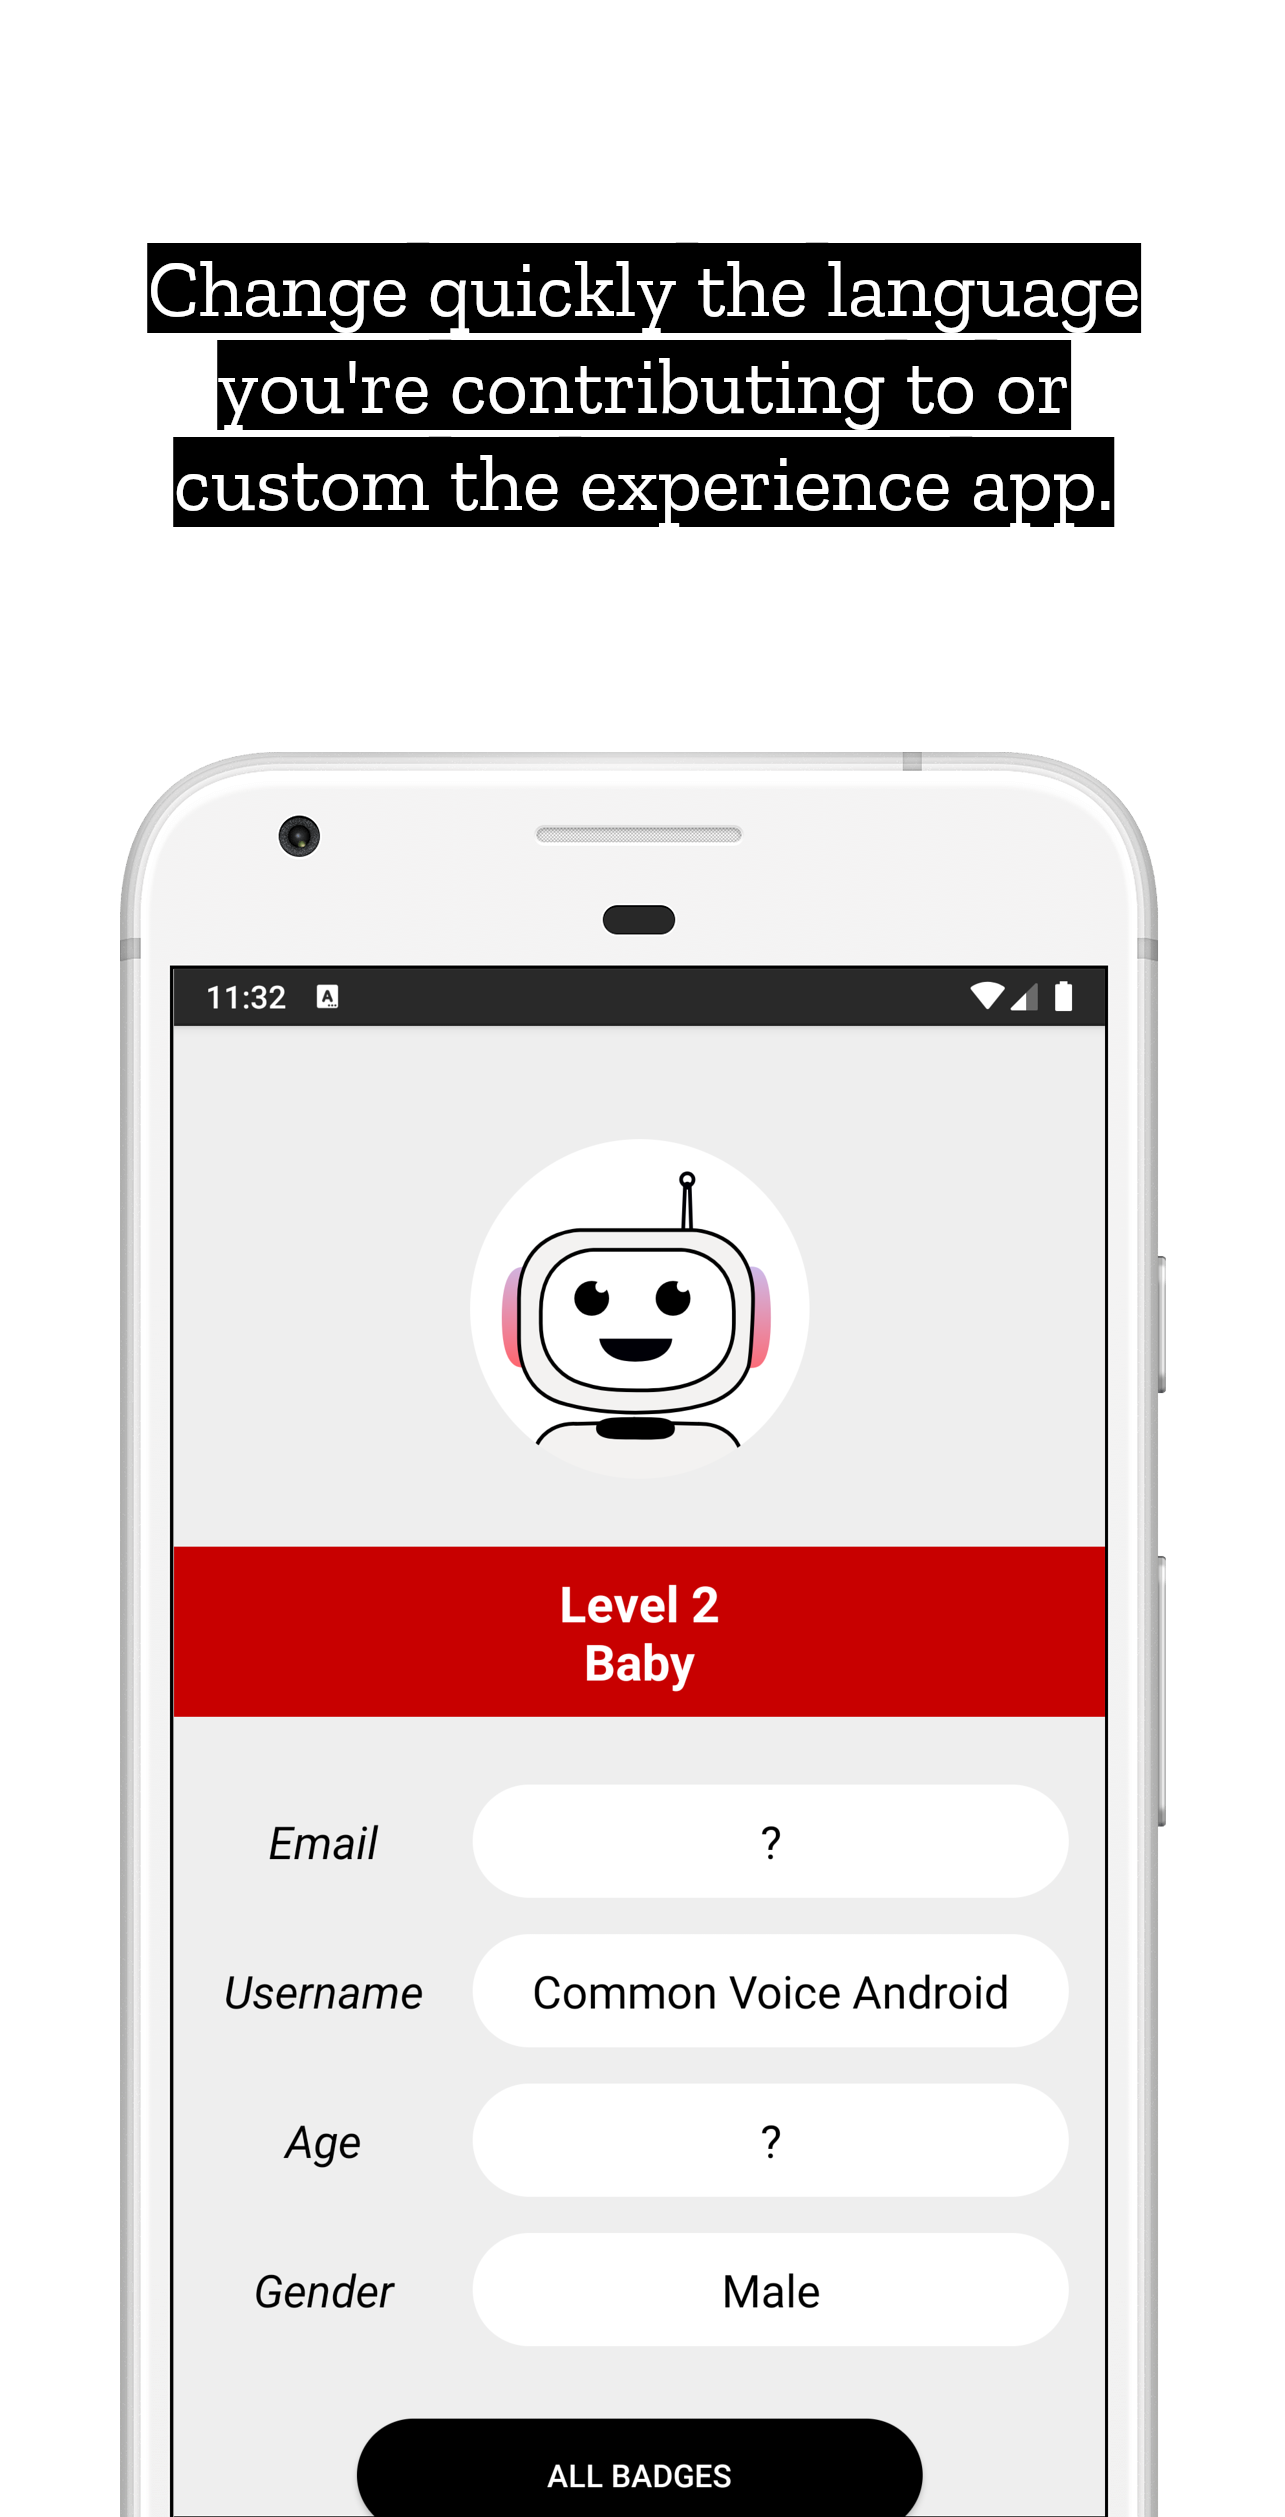 Change quickly the language
you're contributing to or
custom the experience app.
11:32
Level 2
Baby
Email
?
Username
Common Voice Android
Age
?
Gender
Male
ALL BADGES